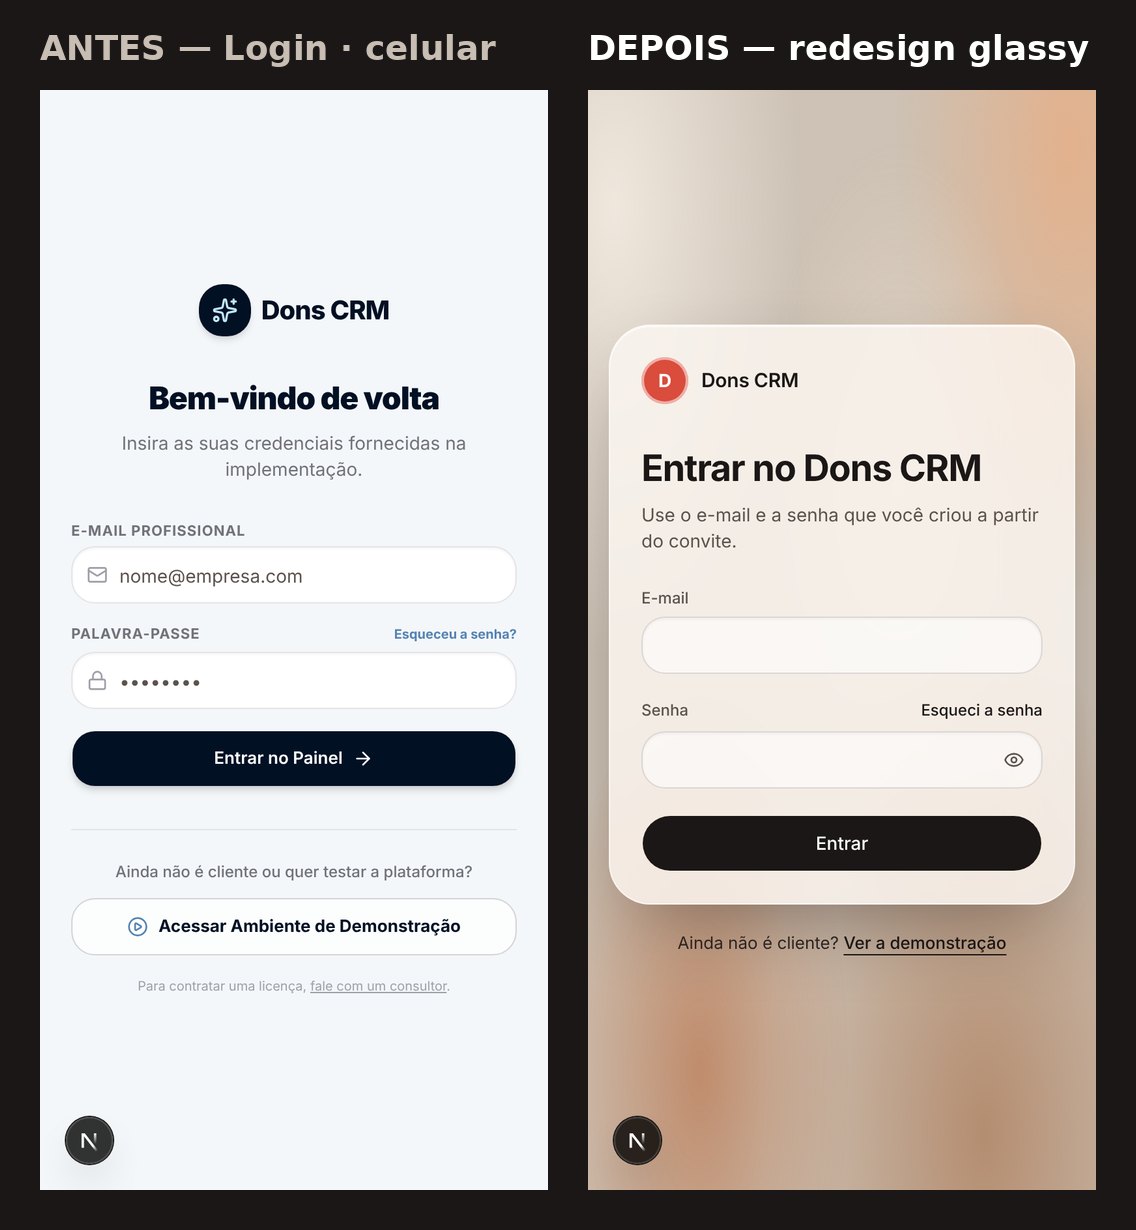 ANTES — Login · celular
Dons CRM
Bem-vindo de volta
Insira as suas credenciais fornecidas na
implementação.
E-MAIL PROFISSIONAL
nome@empresa.com
PALAVRA-PASSE
Esqueceu a senha?
••••••••
Entrar no Painel →
Ainda não é cliente ou quer testar a plataforma?
Acessar Ambiente de Demonstração
Para contratar uma licença, fale com um consultor.
N
DEPOIS — redesign glassy
D
Dons CRM
Entrar no Dons CRM
Use o e-mail e a senha que você criou a partir
do convite.
E-mail
Senha
Esqueci a senha
Entrar
Ainda não é cliente? Ver a demonstração
N